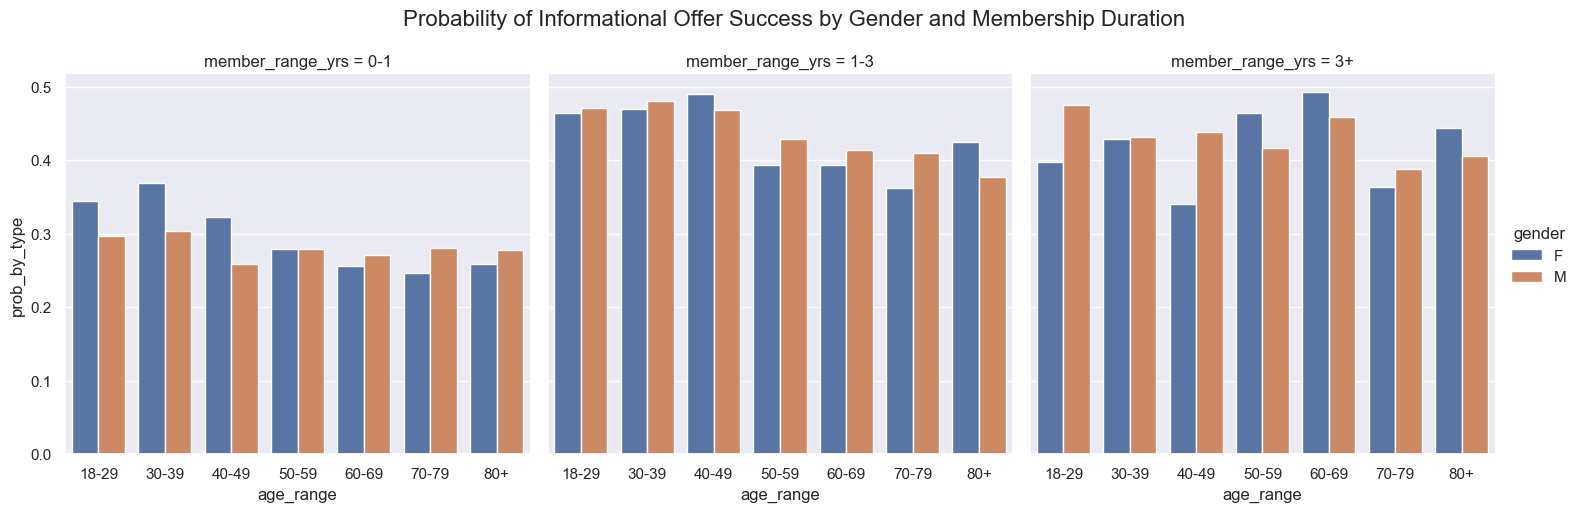 Probability of Informational Offer Success by Gender and Membership Duration
member_range_yrs = 0-1
member_range_yrs = 1-3
member_range_yrs = 3+
prob_by_type
0.5
0.4
0.3
0.2
0.1
0.0
18-29 30-39 40-49 50-59 60-69 70-79 80+
18-29 30-39 40-49 50-59 60-69 70-79 80+
18-29 30-39 40-49 50-59 60-69 70-79 80+
age_range
age_range
age_range
gender
F
M